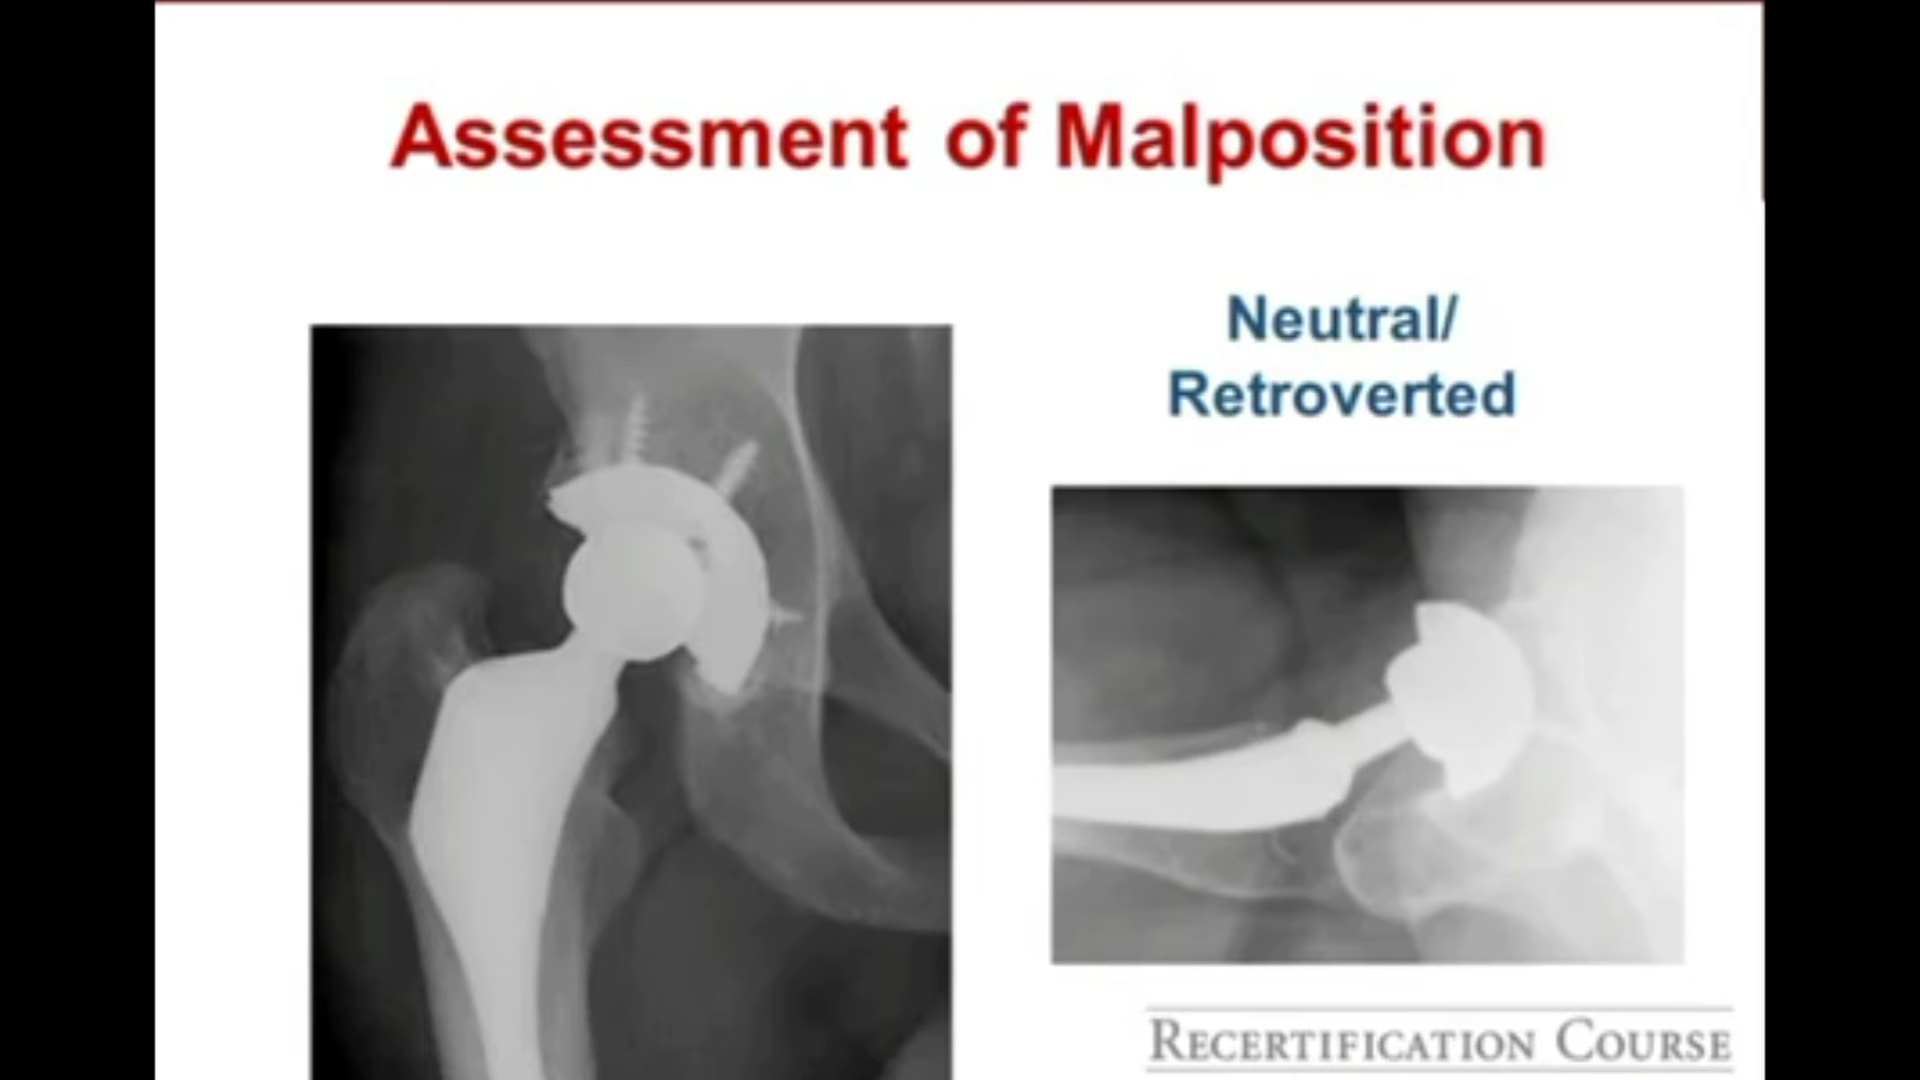 Assessment of Malposition
Neutral/
Retroverted
RECERTIFICATION COURSE